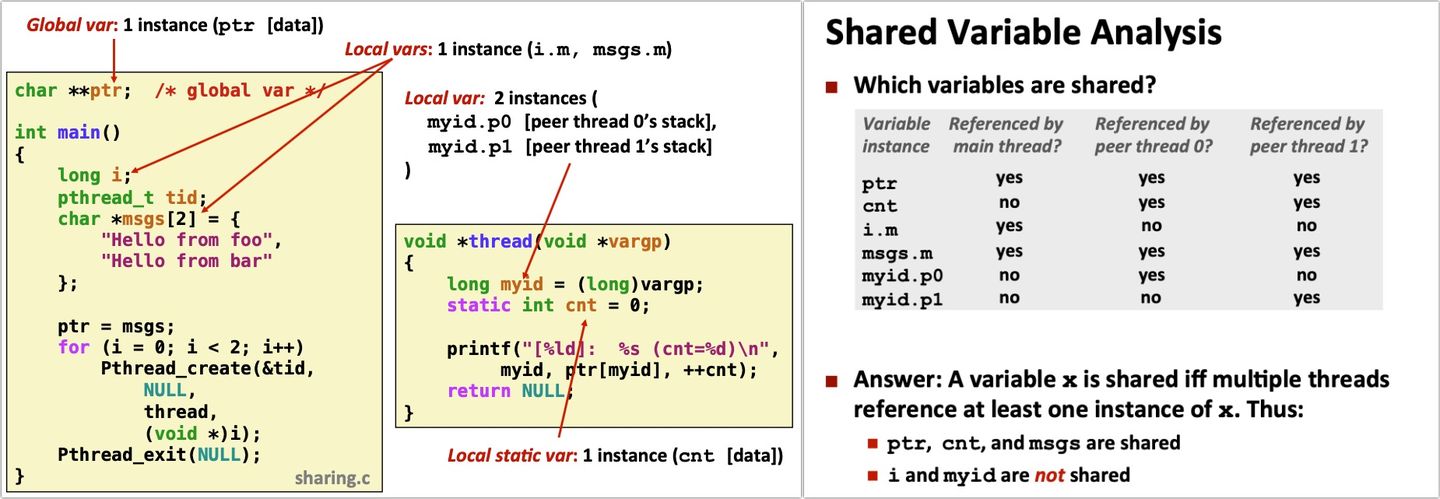 Global var: 1 instance (ptr [data])
Local vars: 1 instance (i.m, msgs.m)
char **ptr;  /* global var */
int main()
{
    long i;
    pthread_t tid;
    char *msgs[2] = {
        "Hello from foo",
        "Hello from bar"
    };
    ptr = msgs;
    for (i = 0; i < 2; i++)
        Pthread_create(&tid,
            NULL,
            thread,
            (void *)i);
    Pthread_exit(NULL);
}
sharing.c
Local var: 2 instances (
    myid.p0 [peer thread 0’s stack],
    myid.p1 [peer thread 1’s stack]
)
void *thread(void *vargp)
{
    long myid = (long)vargp;
    static int cnt = 0;
    printf("[%ld]:  %s (cnt=%d)\n",
        myid, ptr[myid], ++cnt);
    return NULL;
}
Local static var: 1 instance (cnt [data])
Shared Variable Analysis
■ Which variables are shared?
Variable Referenced by Referenced by Referenced by
instance main thread? peer thread 0? peer thread 1?
ptr yes yes yes
cnt no yes yes
i.m yes no no
msgs.m yes yes yes
myid.p0 no yes no
myid.p1 no no yes
■ Answer: A variable x is shared iff multiple threads
reference at least one instance of x. Thus:
■ ptr, cnt, and msgs are shared
■ i and myid are not shared